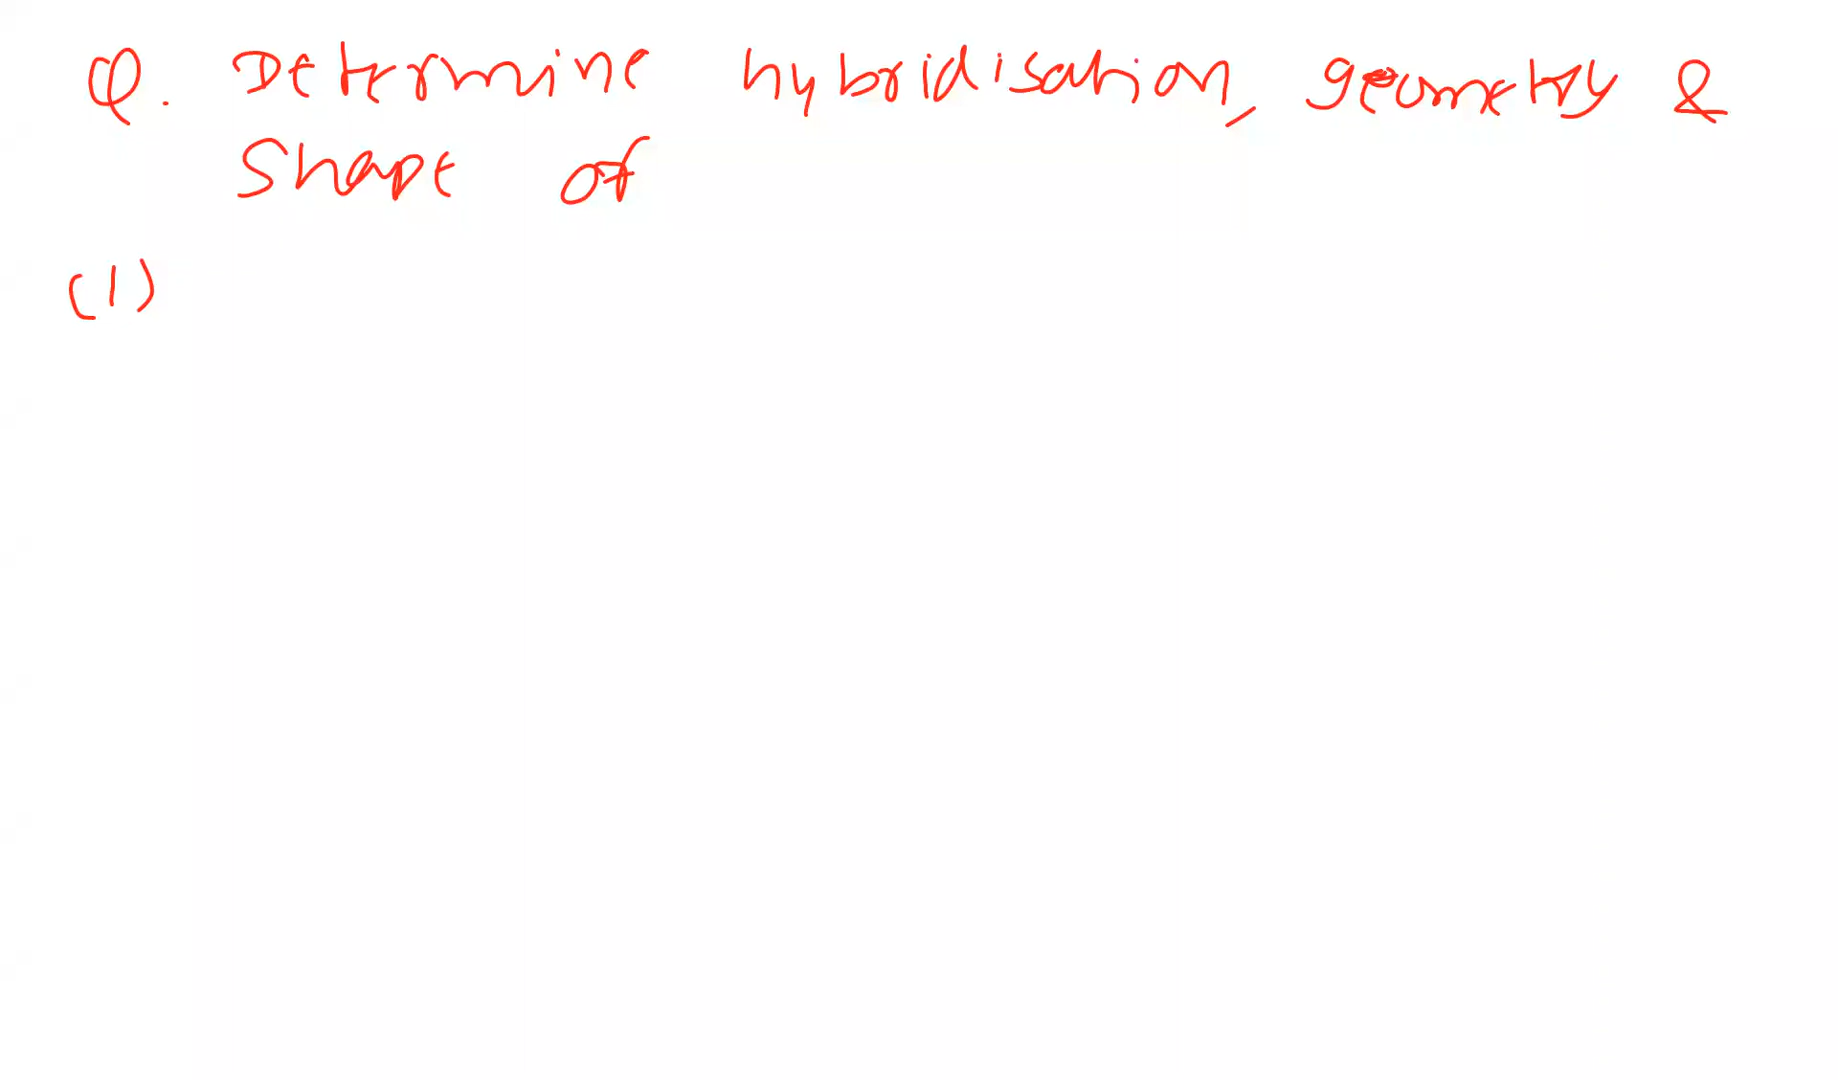 Q. Determine hybridisation, geometry &
Shape of
(1)